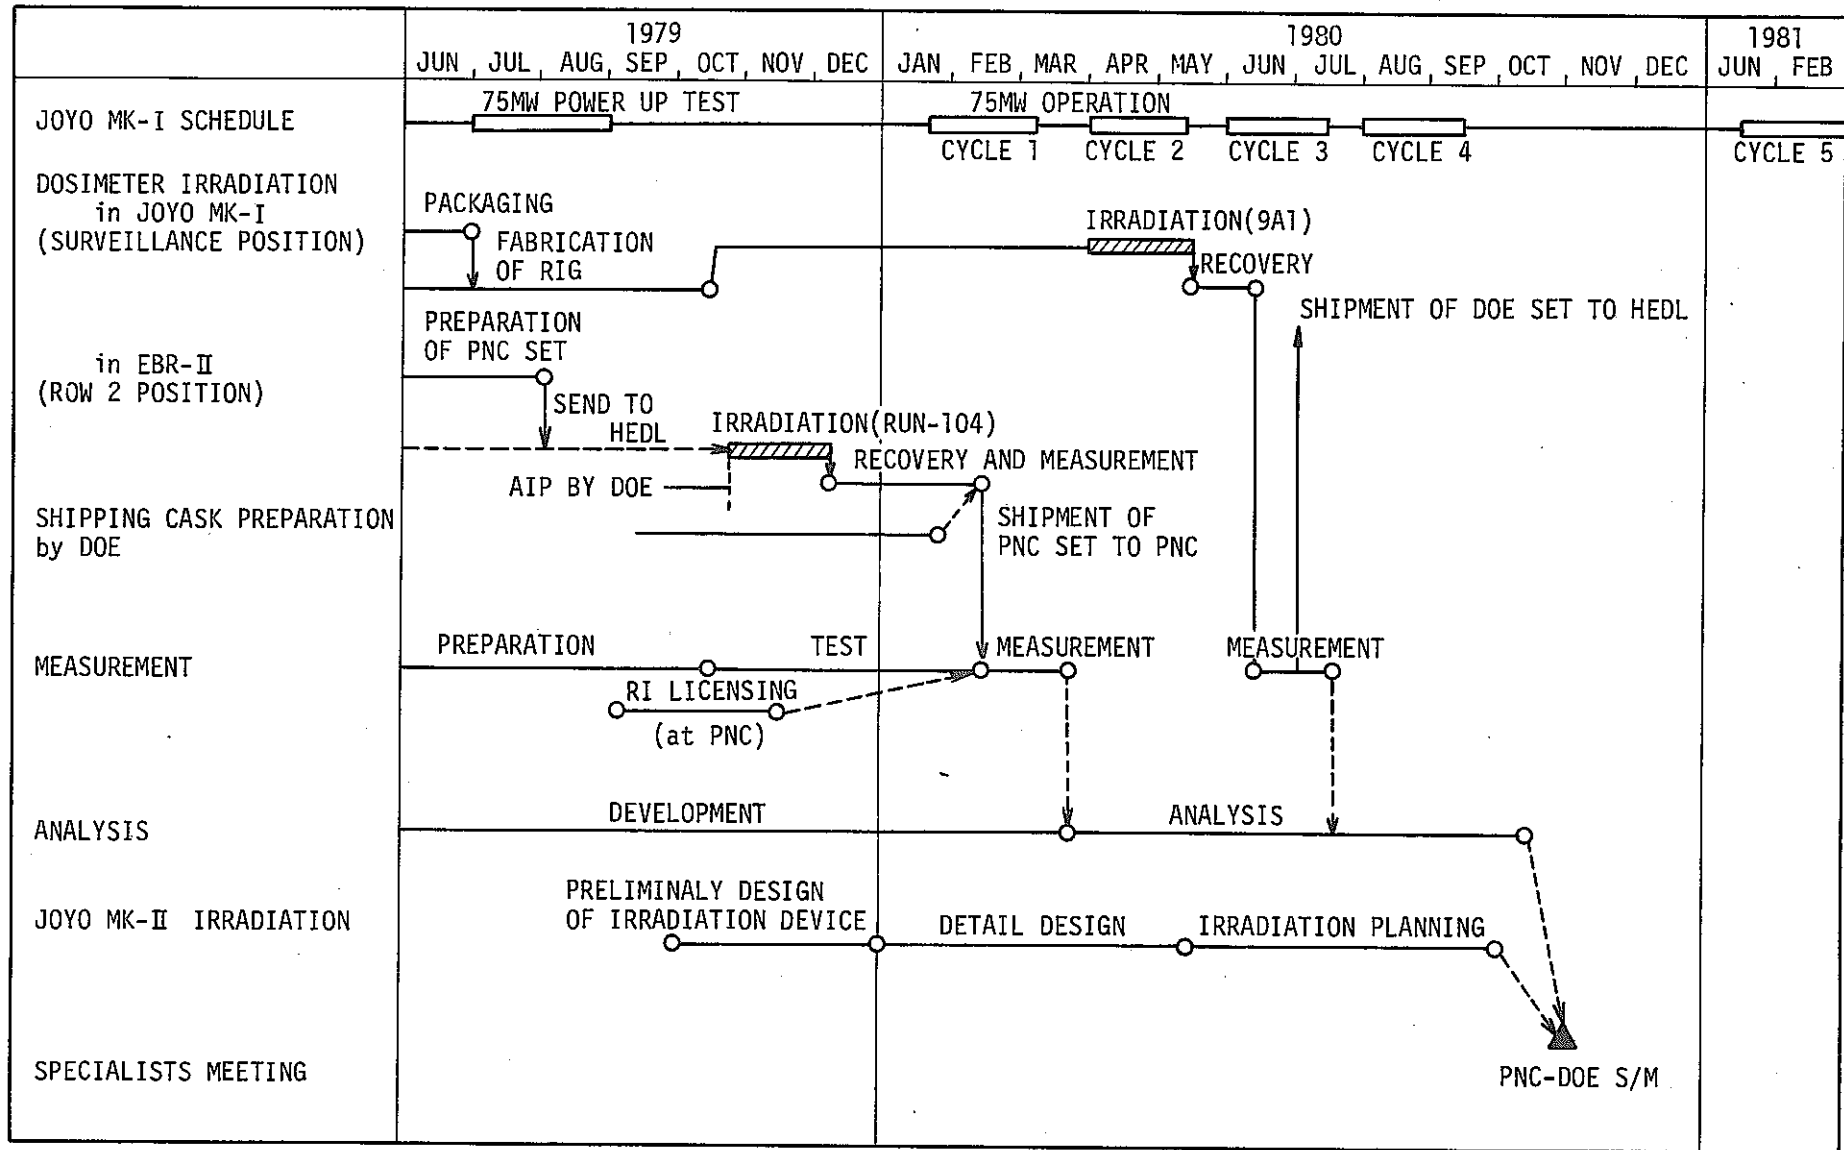 1979 1980 1981
JUN JUL AUG SEP OCT NOV DEC JAN FEB MAR APR MAY JUN JUL AUG SEP OCT NOV DEC JUN FEB
75MW POWER UP TEST 75MW OPERATION
JOYO MK-I SCHEDULE
CYCLE 1 CYCLE 2 CYCLE 3 CYCLE 4 CYCLE 5
DOSIMETER IRRADIATION
in JOYO MK-I
(SURVEILLANCE POSITION)
PACKAGING
FABRICATION
OF RIG
IRRADIATION(9A1)
RECOVERY
SHIPMENT OF DOE SET TO HEDL
PREPARATION
OF PNC SET
in EBR-II
(ROW 2 POSITION)
SEND TO
HEDL
IRRADIATION(RUN-104)
RECOVERY AND MEASUREMENT
AIP BY DOE
SHIPPING CASK PREPARATION
by DOE
SHIPMENT OF
PNC SET TO PNC
MEASUREMENT
PREPARATION TEST MEASUREMENT MEASUREMENT
RI LICENSING
(at PNC)
ANALYSIS
DEVELOPMENT ANALYSIS
JOYO MK-II IRRADIATION
PRELIMINALY DESIGN
OF IRRADIATION DEVICE
DETAIL DESIGN IRRADIATION PLANNING
SPECIALISTS MEETING
PNC-DOE S/M